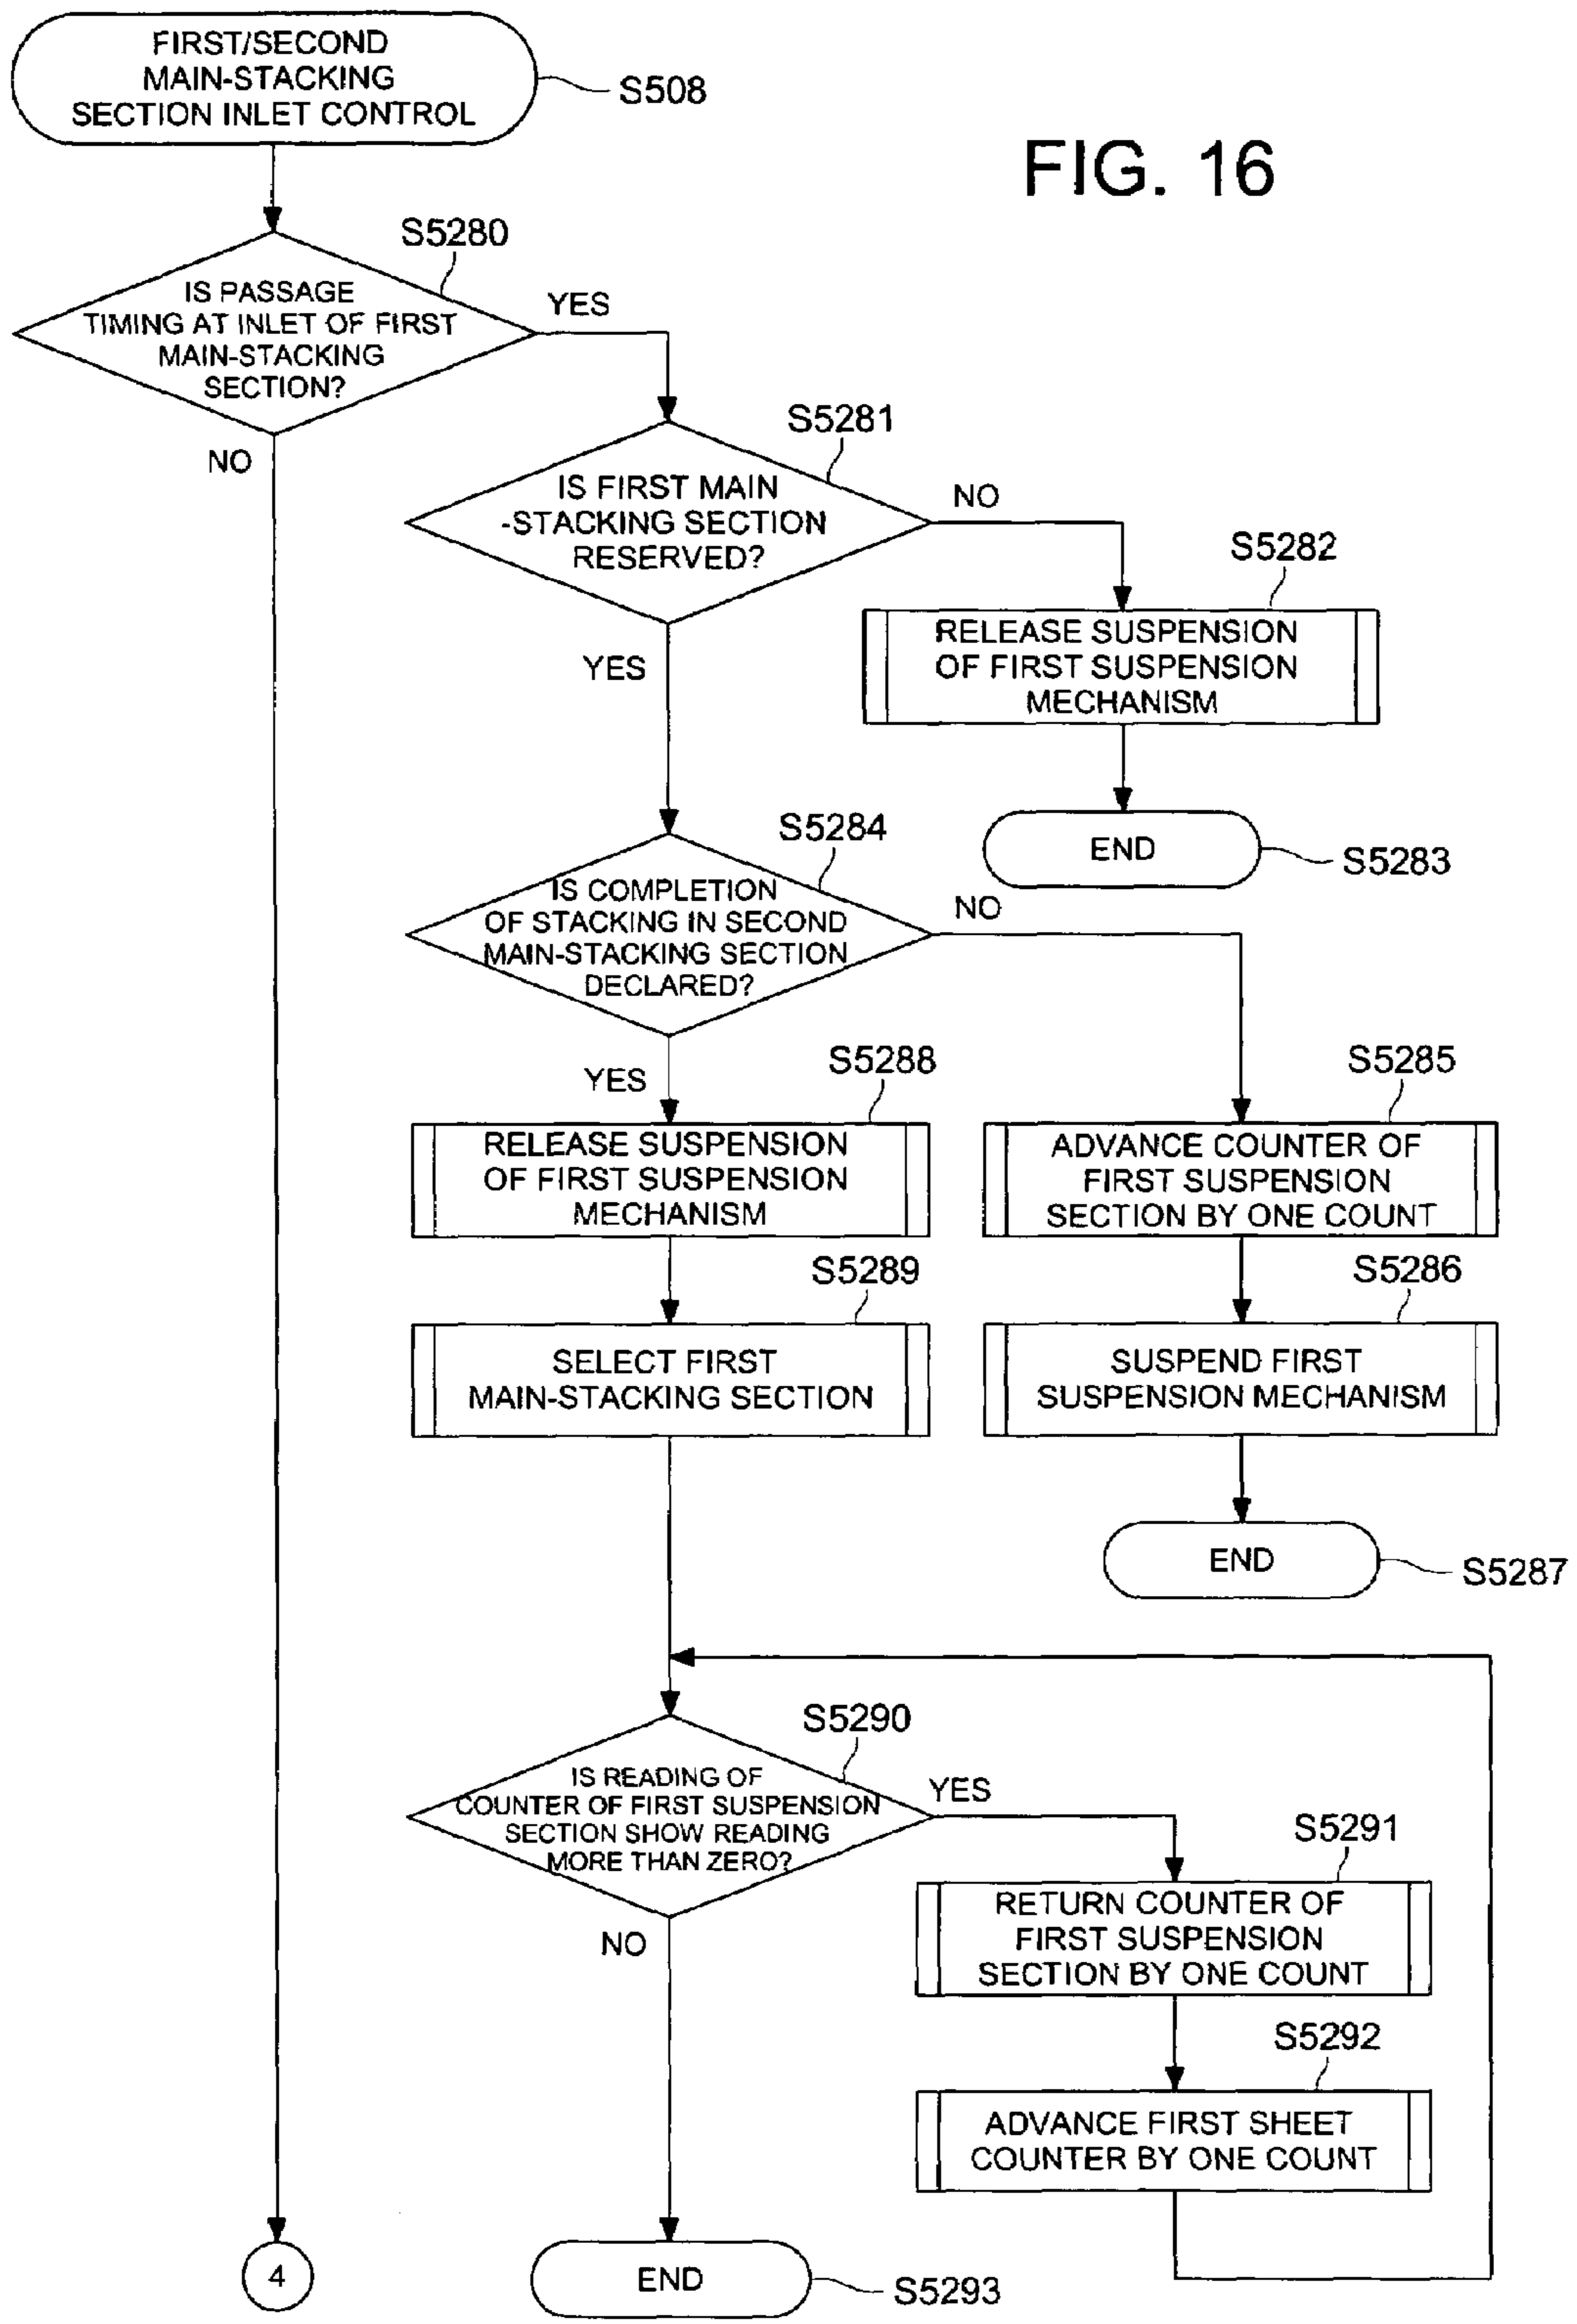 FIRST/SECOND
MAIN-STACKING
SECTION INLET CONTROL
S508
FIG. 16
S5280
IS PASSAGE
TIMING AT INLET OF FIRST
MAIN-STACKING
SECTION?
YES
NO
S5281
IS FIRST MAIN
-STACKING SECTION
RESERVED?
NO
YES
S5282
RELEASE SUSPENSION
OF FIRST SUSPENSION
MECHANISM
END
S5283
S5284
IS COMPLETION
OF STACKING IN SECOND
MAIN-STACKING SECTION
DECLARED?
NO
YES
S5288
RELEASE SUSPENSION
OF FIRST SUSPENSION
MECHANISM
S5285
ADVANCE COUNTER OF
FIRST SUSPENSION
SECTION BY ONE COUNT
S5289
SELECT FIRST
MAIN-STACKING SECTION
S5286
SUSPEND FIRST
SUSPENSION MECHANISM
END
S5287
S5290
IS READING OF
COUNTER OF FIRST SUSPENSION
SECTION SHOW READING
MORE THAN ZERO?
YES
NO
S5291
RETURN COUNTER OF
FIRST SUSPENSION
SECTION BY ONE COUNT
S5292
ADVANCE FIRST SHEET
COUNTER BY ONE COUNT
4
END
S5293